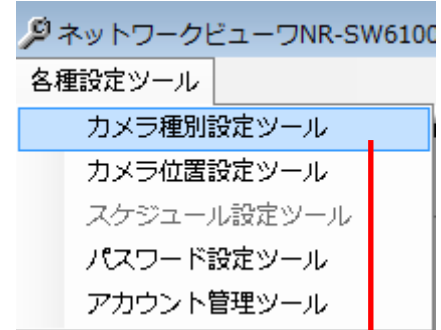 ネットワークビューワNR-SW6100
各種設定ツール
カメラ種別設定ツール
カメラ位置設定ツール
スケジュール設定ツール
パスワード設定ツール
アカウント管理ツール